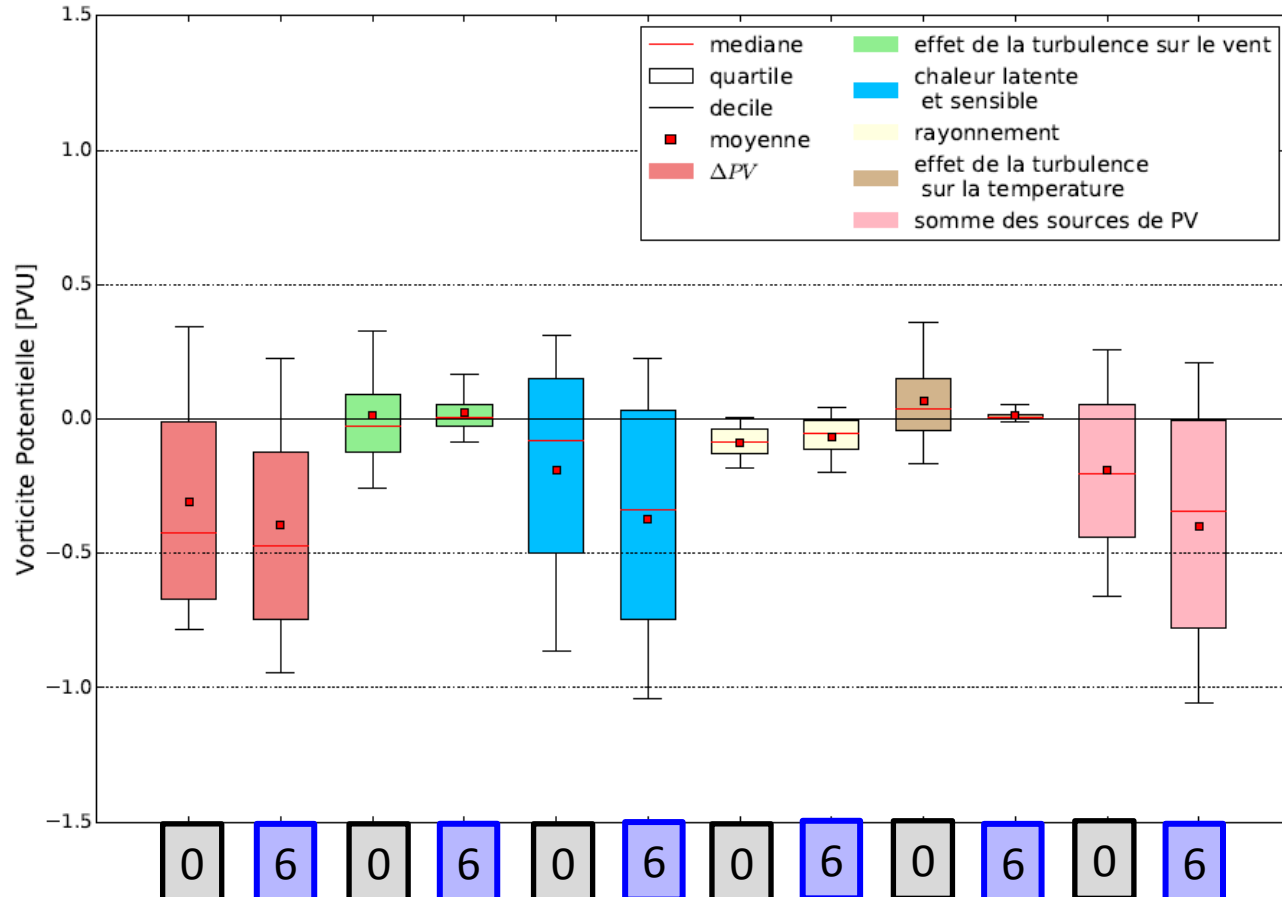 1.5
1.0
0.5
0.0
−0.5
−1.0
−1.5
Vorticite Potentielle [PVU]
mediane
quartile
decile
moyenne
ΔPV
effet de la turbulence sur le vent
chaleur latente
et sensible
rayonnement
effet de la turbulence
sur la temperature
somme des sources de PV
0 6 0 6 0 6 0 6 0 6 0 6